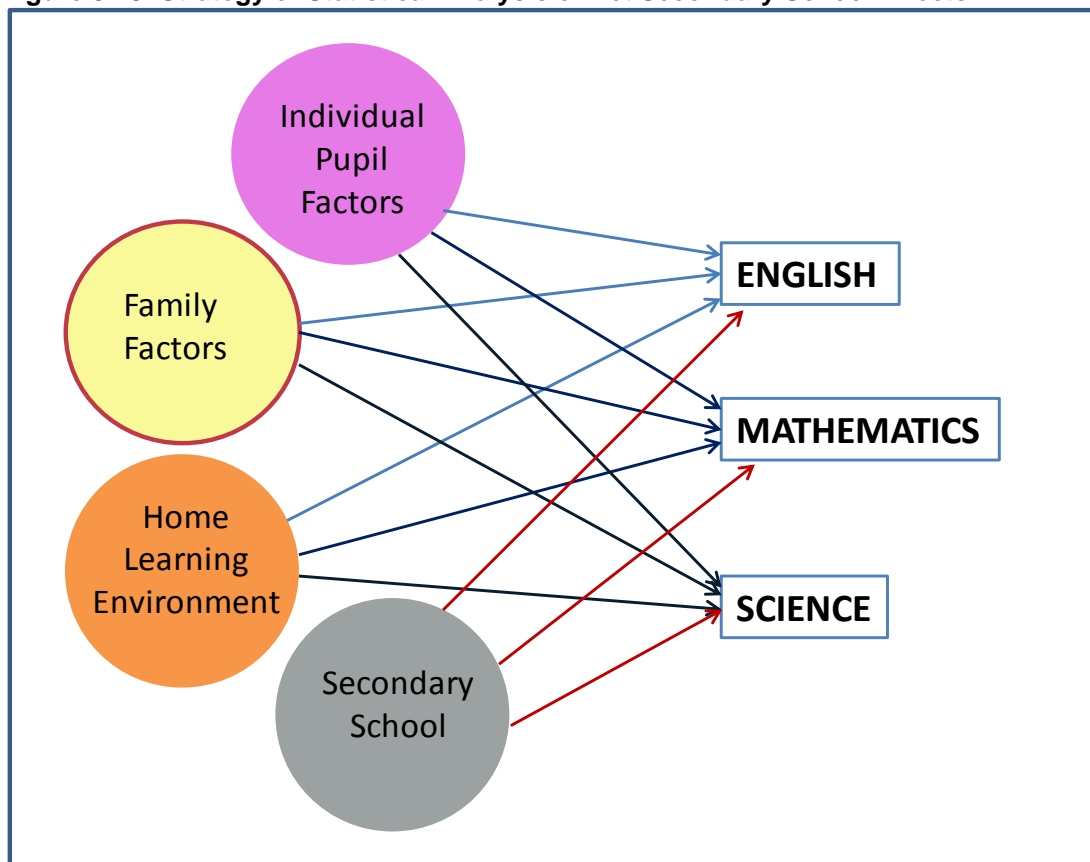 Individual
Pupil
Factors
Family
Factors
Home
Learning
Environment
Secondary
School
ENGLISH
MATHEMATICS
SCIENCE